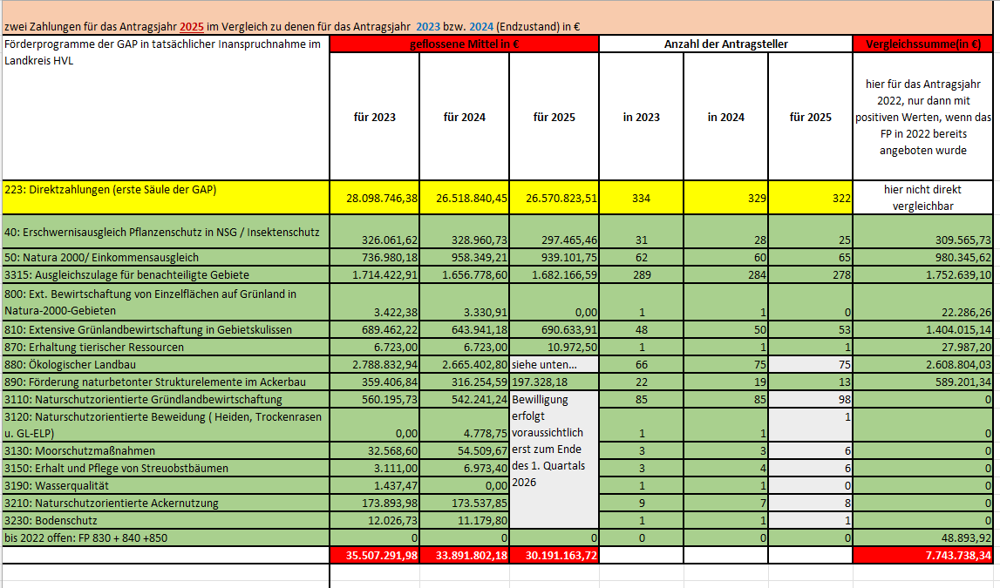 zwei Zahlungen für das Antragsjahr 2025 im Vergleich zu denen für das Antragsjahr 2023 bzw. 2024 (Endzustand) in €
Förderprogramme der GAP in tatsächlicher Inanspruchnahme im
Landkreis HVL
geflossene Mittel in €
Anzahl der Antragsteller
Vergleichssumme(in €)
für 2023
für 2024
für 2025
in 2023
in 2024
für 2025
hier für das Antragsjahr
2022, nur dann mit
positiven Werten, wenn das
FP in 2022 bereits
angeboten wurde
223: Direktzahlungen (erste Säule der GAP)
28.098.746,38 26.518.840,45 26.570.823,51 334 329 322
hier nicht direkt
vergleichbar
40: Erschwernisausgleich Pflanzenschutz in NSG / Insektenschutz
326.061,62 328.960,73 297.465,46 31 28 25 309.565,73
50: Natura 2000/ Einkommensausgleich 736.980,18 958.349,21 939.101,75 62 60 65 980.345,62
3315: Ausgleichszulage für benachteiligte Gebiete 1.714.422,91 1.656.778,60 1.682.166,59 289 284 278 1.752.639,10
800: Ext. Bewirtschaftung von Einzelflächen auf Grünland in
Natura-2000-Gebieten 3.422,38 3.330,91 0,00 1 1 0 22.286,26
810: Extensive Grünlandbewirtschaftung in Gebietskulissen 689.462,22 643.941,18 690.633,91 48 50 53 1.404.015,14
870: Erhaltung tierischer Ressourcen 6.723,00 6.723,00 10.972,50 1 1 1 27.987,20
880: Ökologischer Landbau 2.788.832,94 2.665.402,80 siehe unten... 66 75 75 2.608.804,03
890: Förderung naturbetonter Strukturelemente im Ackerbau 359.406,84 316.254,59 197.328,18 22 19 13 589.201,34
3110: Naturschutzorientierte Gründlandbewirtschaftung 560.195,73 542.241,24 85 85 98 0
Bewilligung
erfolgt
voraussichtlich
erst zum Ende
des 1. Quartals
2026
3120: Naturschutzorientierte Beweidung ( Heiden, Trockenrasen
u. GL-ELP) 0,00 4.778,75 1 1 1 0
3130: Moorschutzmaßnahmen 32.568,60 54.509,67 3 3 6 0
3150: Erhalt und Pflege von Streuobstbäumen 3.111,00 6.973,40 3 4 6 0
3190: Wasserqualität 1.437,47 0,00 1 1 0 0
3210: Naturschutzorientierte Ackernutzung 173.893,98 173.537,85 9 7 8 0
3230: Bodenschutz 12.026,73 11.179,80 1 1 1 0
bis 2022 offen: FP 830 + 840 +850 0 0 0 0 0 0 48.893,92
35.507.291,98 33.891.802,18 30.191.163,72 7.743.738,34